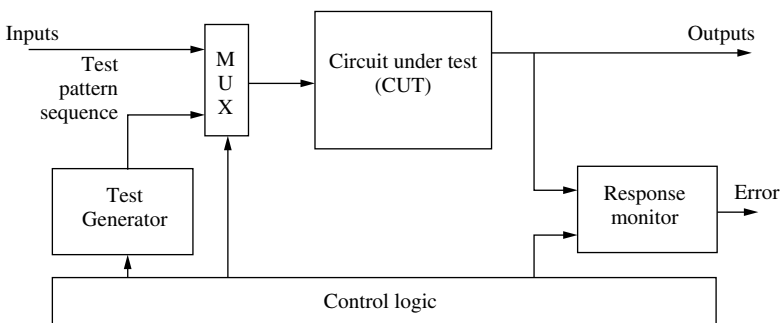 Inputs
Test
pattern
sequence
M
U
X
Circuit under test
(CUT)
Outputs
Test
Generator
Response
monitor
Error
Control logic